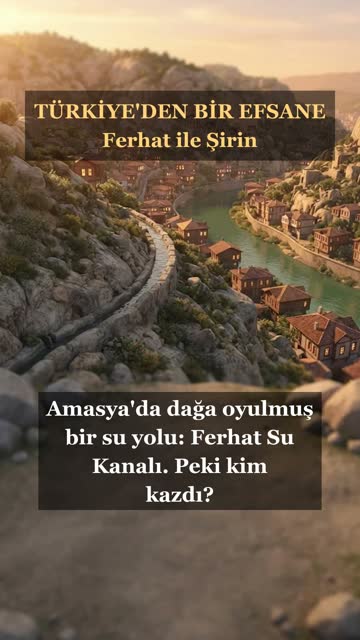 TÜRKİYE'DEN BİR EFSANE
Ferhat ile Şirin
Amasya'da dağa oyulmuş
bir su yolu: Ferhat Su
Kanalı. Peki kim
kazdı?